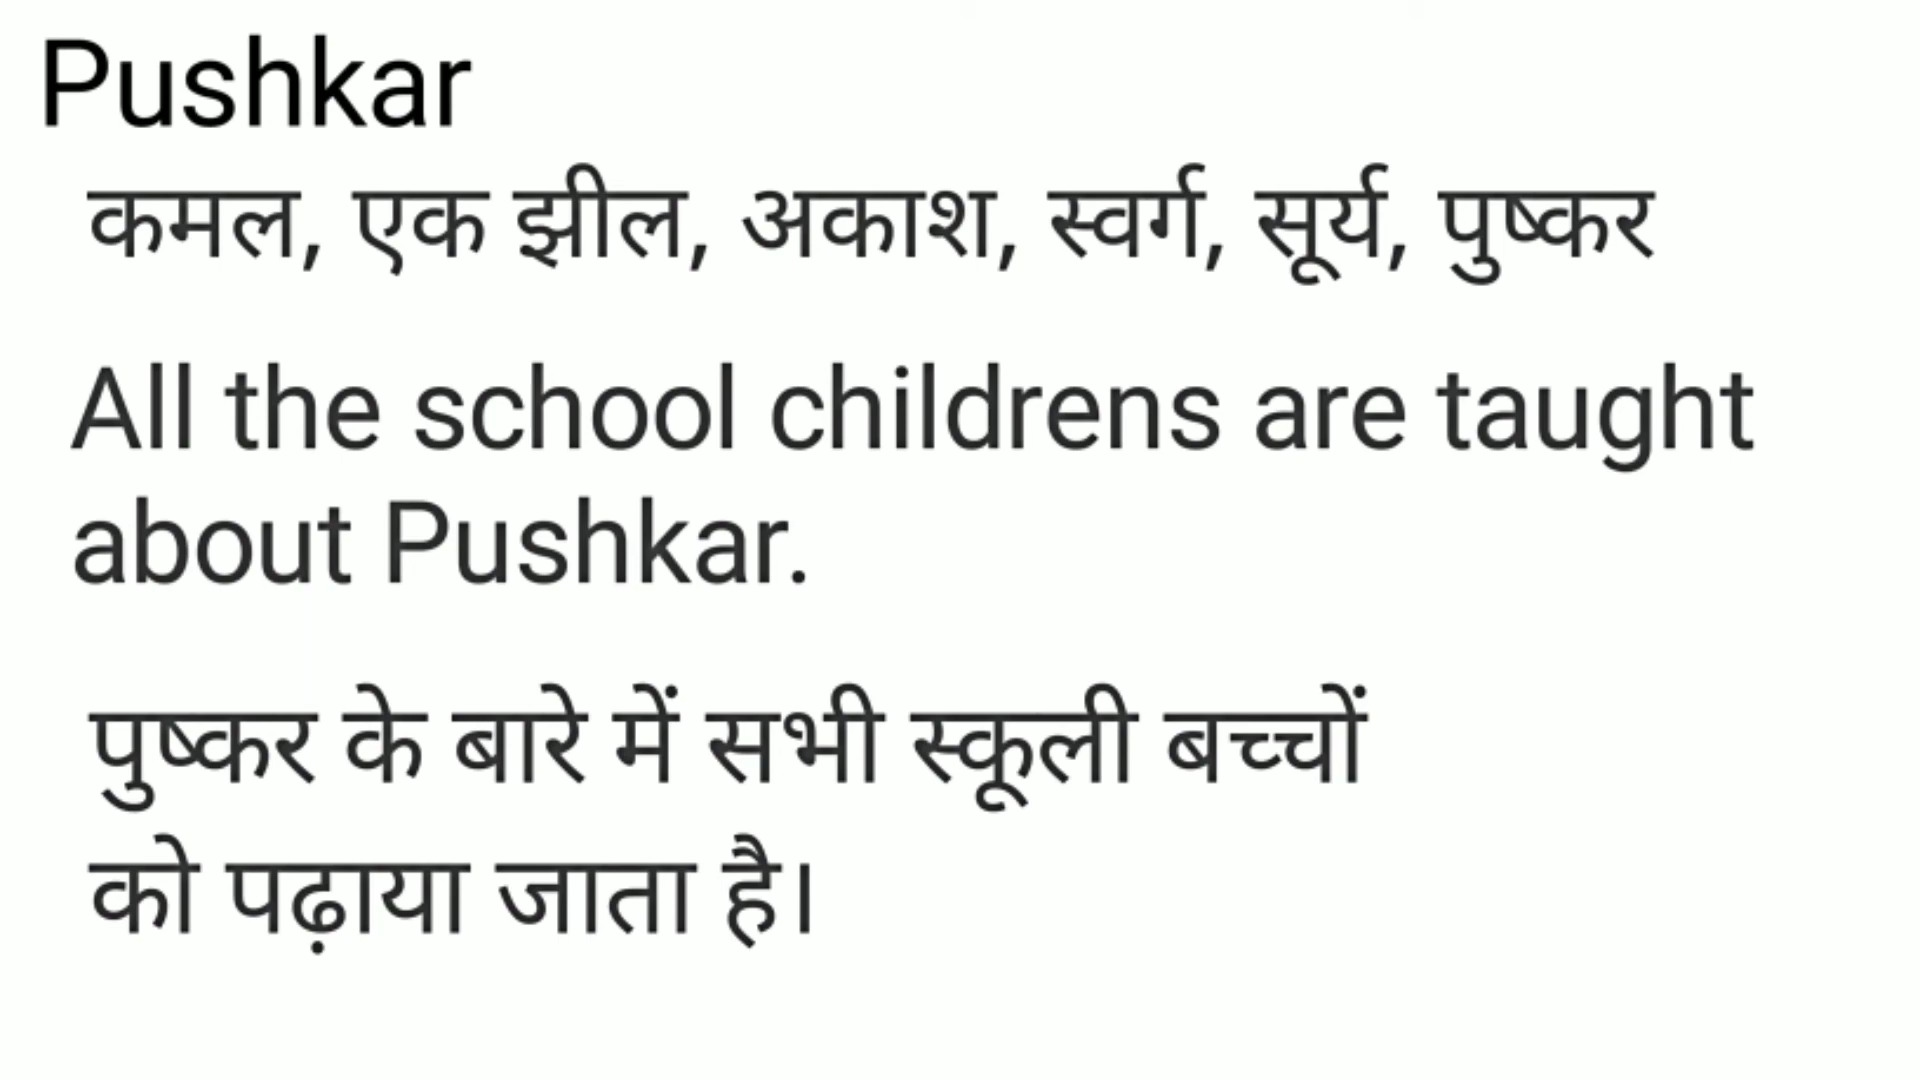 Pushkar
कमल, एक झील, अकाश, स्वर्ग, सूर्य, पुष्कर
All the school childrens are taught
about Pushkar.
पुष्कर के बारे में सभी स्कूली बच्चों
को पढ़ाया जाता है।